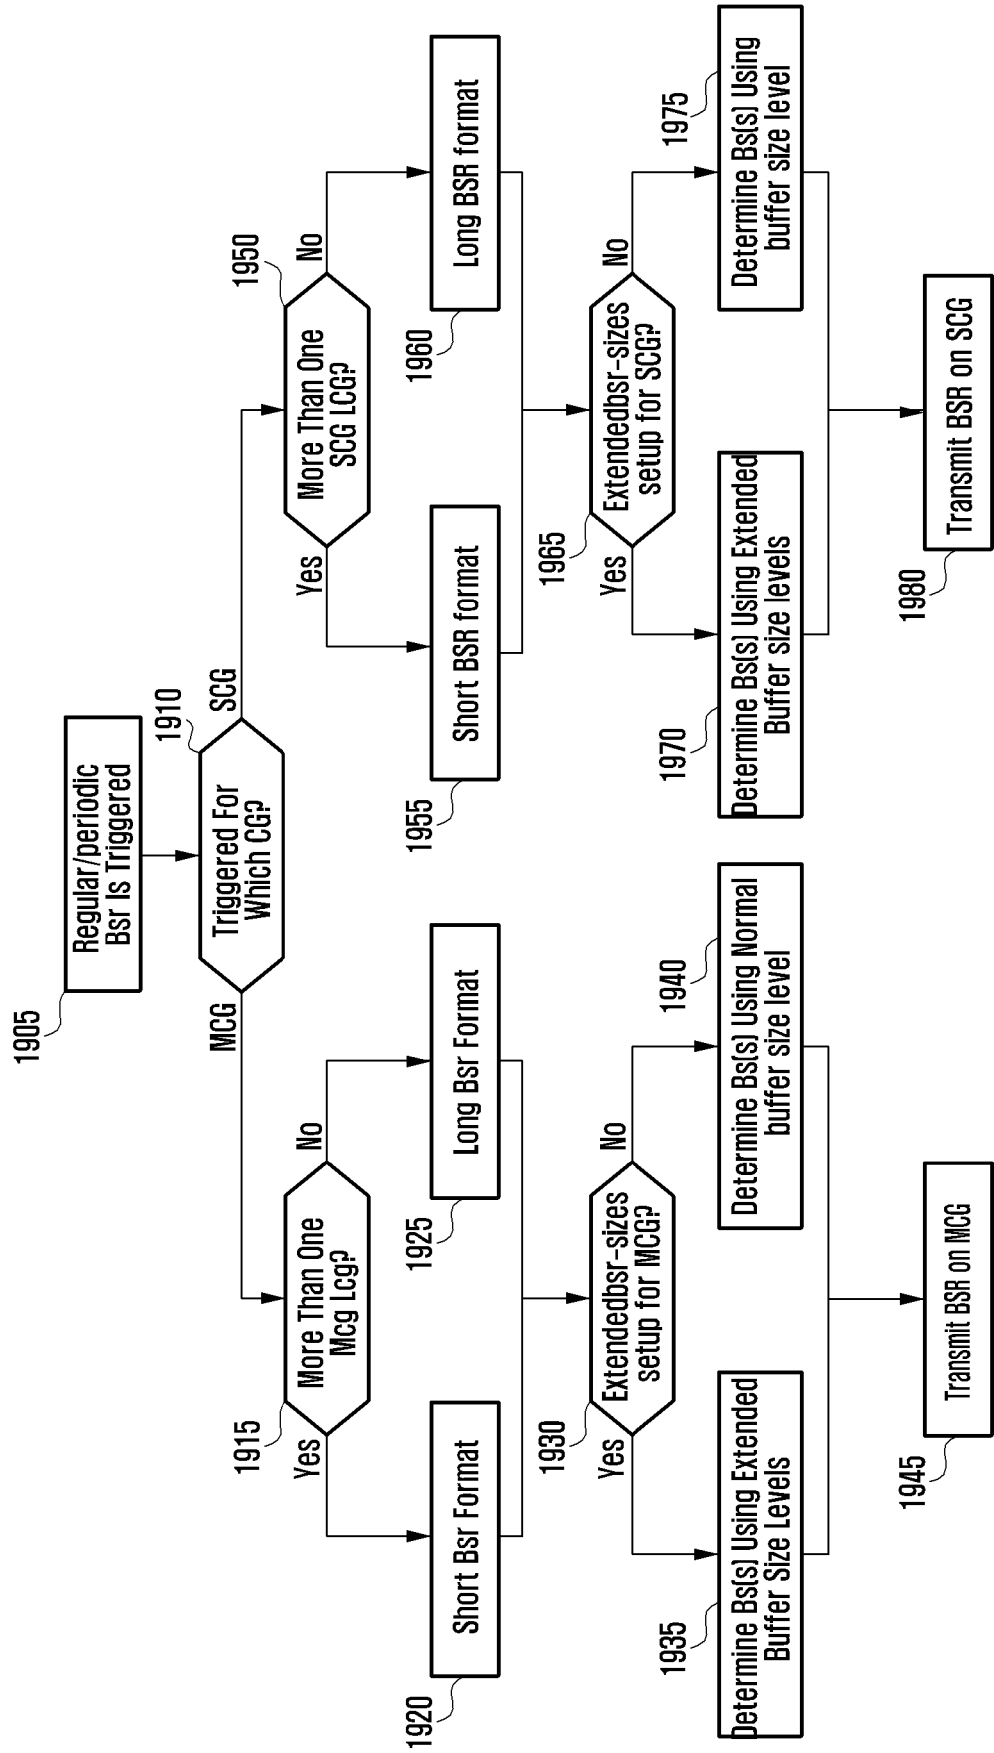 1905
Regular/periodic
Bsr Is Triggered
1910
Triggered For
Which CG?
MCG
SCG
1915
More Than One
Mcg Lcg?
Yes
No
1950
More Than One
SCG LCG?
Yes
No
1920
Short Bsr Format
1925
Long Bsr Format
1955
Short BSR format
1960
Long BSR format
1930
Extendedbsr-sizes
setup for MCG?
Yes
No
1965
Extendedbsr-sizes
setup for SCG?
Yes
No
1935
Determine Bs(s) Using Extended
Buffer Size Levels
1940
Determine Bs(s) Using Normal
buffer size level
1970
Determine Bs(s) Using Extended
Buffer size levels
1975
Determine Bs(s) Using
buffer size level
1945
Transmit BSR on MCG
1980
Transmit BSR on SCG